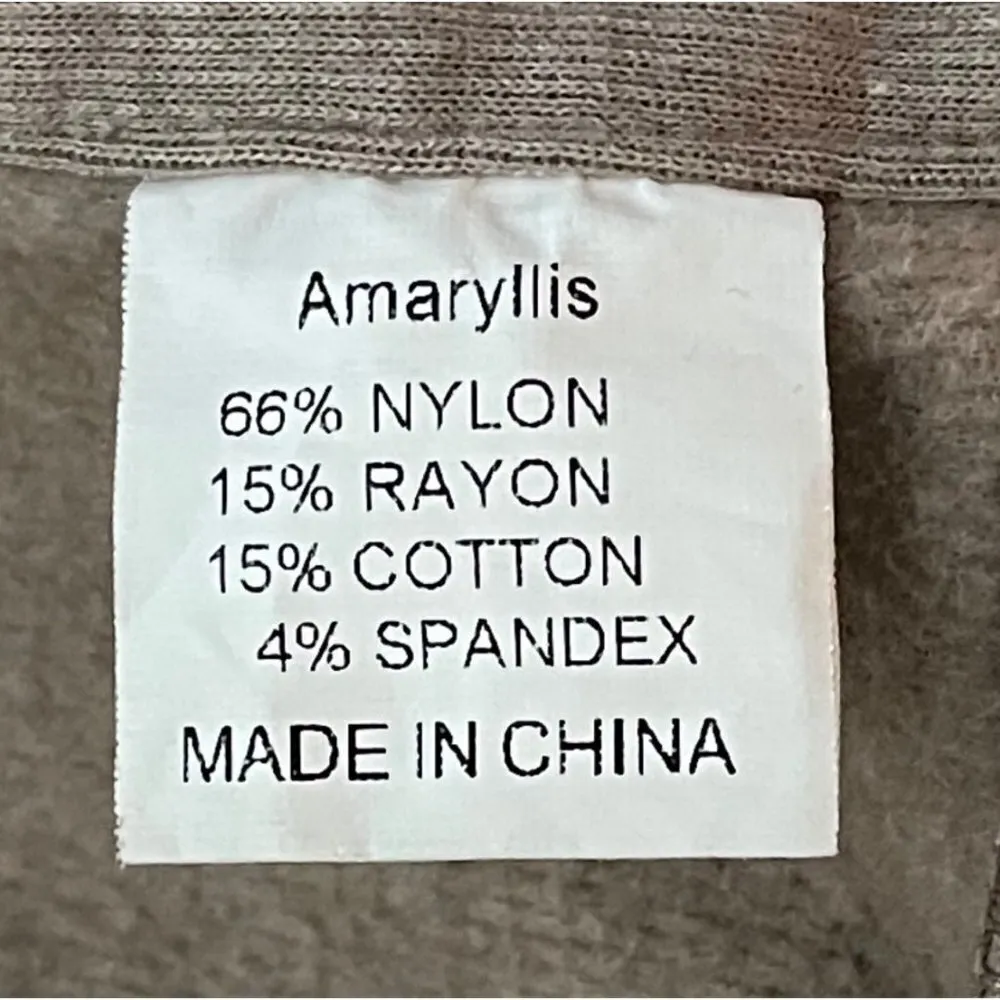 Amaryllis
66% NYLON
15% RAYON
15% COTTON
4% SPANDEX
MADE IN CHINA